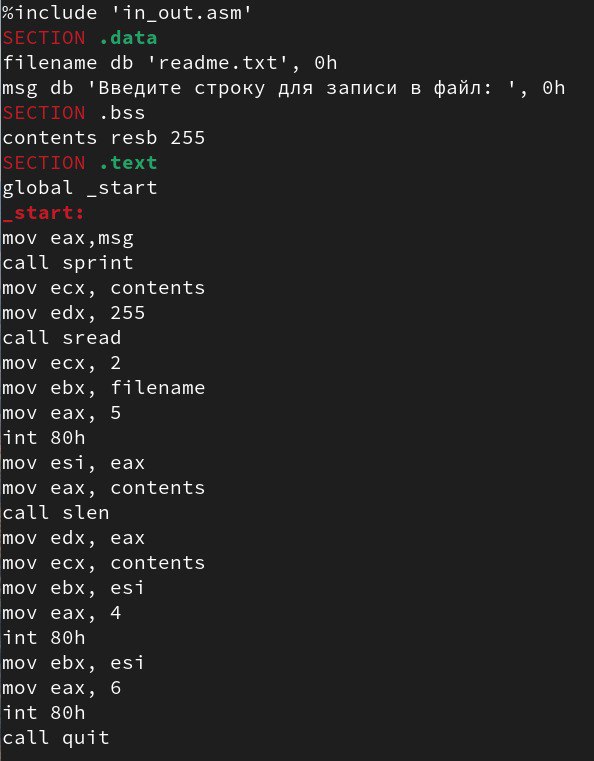 %include 'in_out.asm'
SECTION .data
filename db 'readme.txt', 0h
msg db 'Введите строку для записи в файл: ', 0h
SECTION .bss
contents resb 255
SECTION .text
global _start
_start:
mov eax,msg
call sprint
mov ecx, contents
mov edx, 255
call sread
mov ecx, 2
mov ebx, filename
mov eax, 5
int 80h
mov esi, eax
mov eax, contents
call slen
mov edx, eax
mov ecx, contents
mov ebx, esi
mov eax, 4
int 80h
mov ebx, esi
mov eax, 6
int 80h
call quit